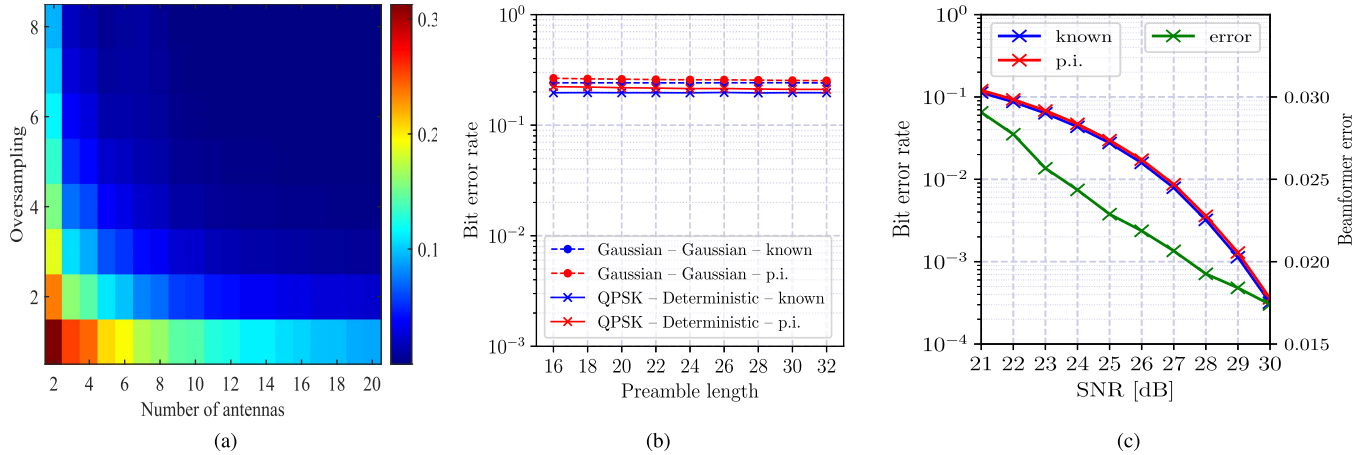 8
6
4
2
Oversampling
2 4 6 8 10 12 14 16 18 20
Number of antennas
0.3
0.2
0.1
(a)
10⁰
10⁻¹
10⁻²
10⁻³
Bit error rate
Gaussian – Gaussian – known
Gaussian – Gaussian – p.i.
QPSK – Deterministic – known
QPSK – Deterministic – p.i.
16 18 20 22 24 26 28 30 32
Preamble length
(b)
10⁰
10⁻¹
10⁻²
10⁻³
10⁻⁴
Bit error rate
known
p.i.
error
21 22 23 24 25 26 27 28 29 30
SNR [dB]
0.030
0.025
0.020
0.015
Beamformer error
(c)